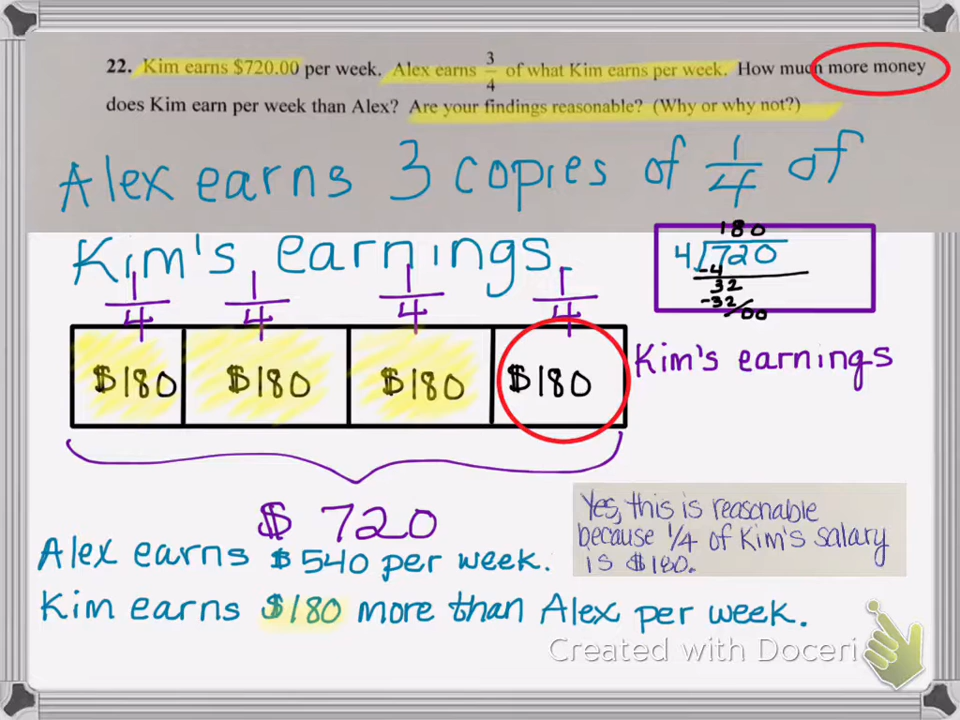 22. Kim earns $720.00 per week. Alex earns 3/4 of what Kim earns per week. How much more money
does Kim earn per week than Alex? Are your findings reasonable? (Why or why not?)
Alex earns 3 copies of 1/4 of
Kim's earnings.
180
4 720
-4
32
-32
00
1/4 1/4 1/4 1/4
$180 $180 $180 $180
Kim's earnings
$ 720
Yes, this is reasonable
because 1/4 of Kim's salary
is $180.
Alex earns $540 per week.
Kim earns $180 more than Alex per week.
Created with Doceri